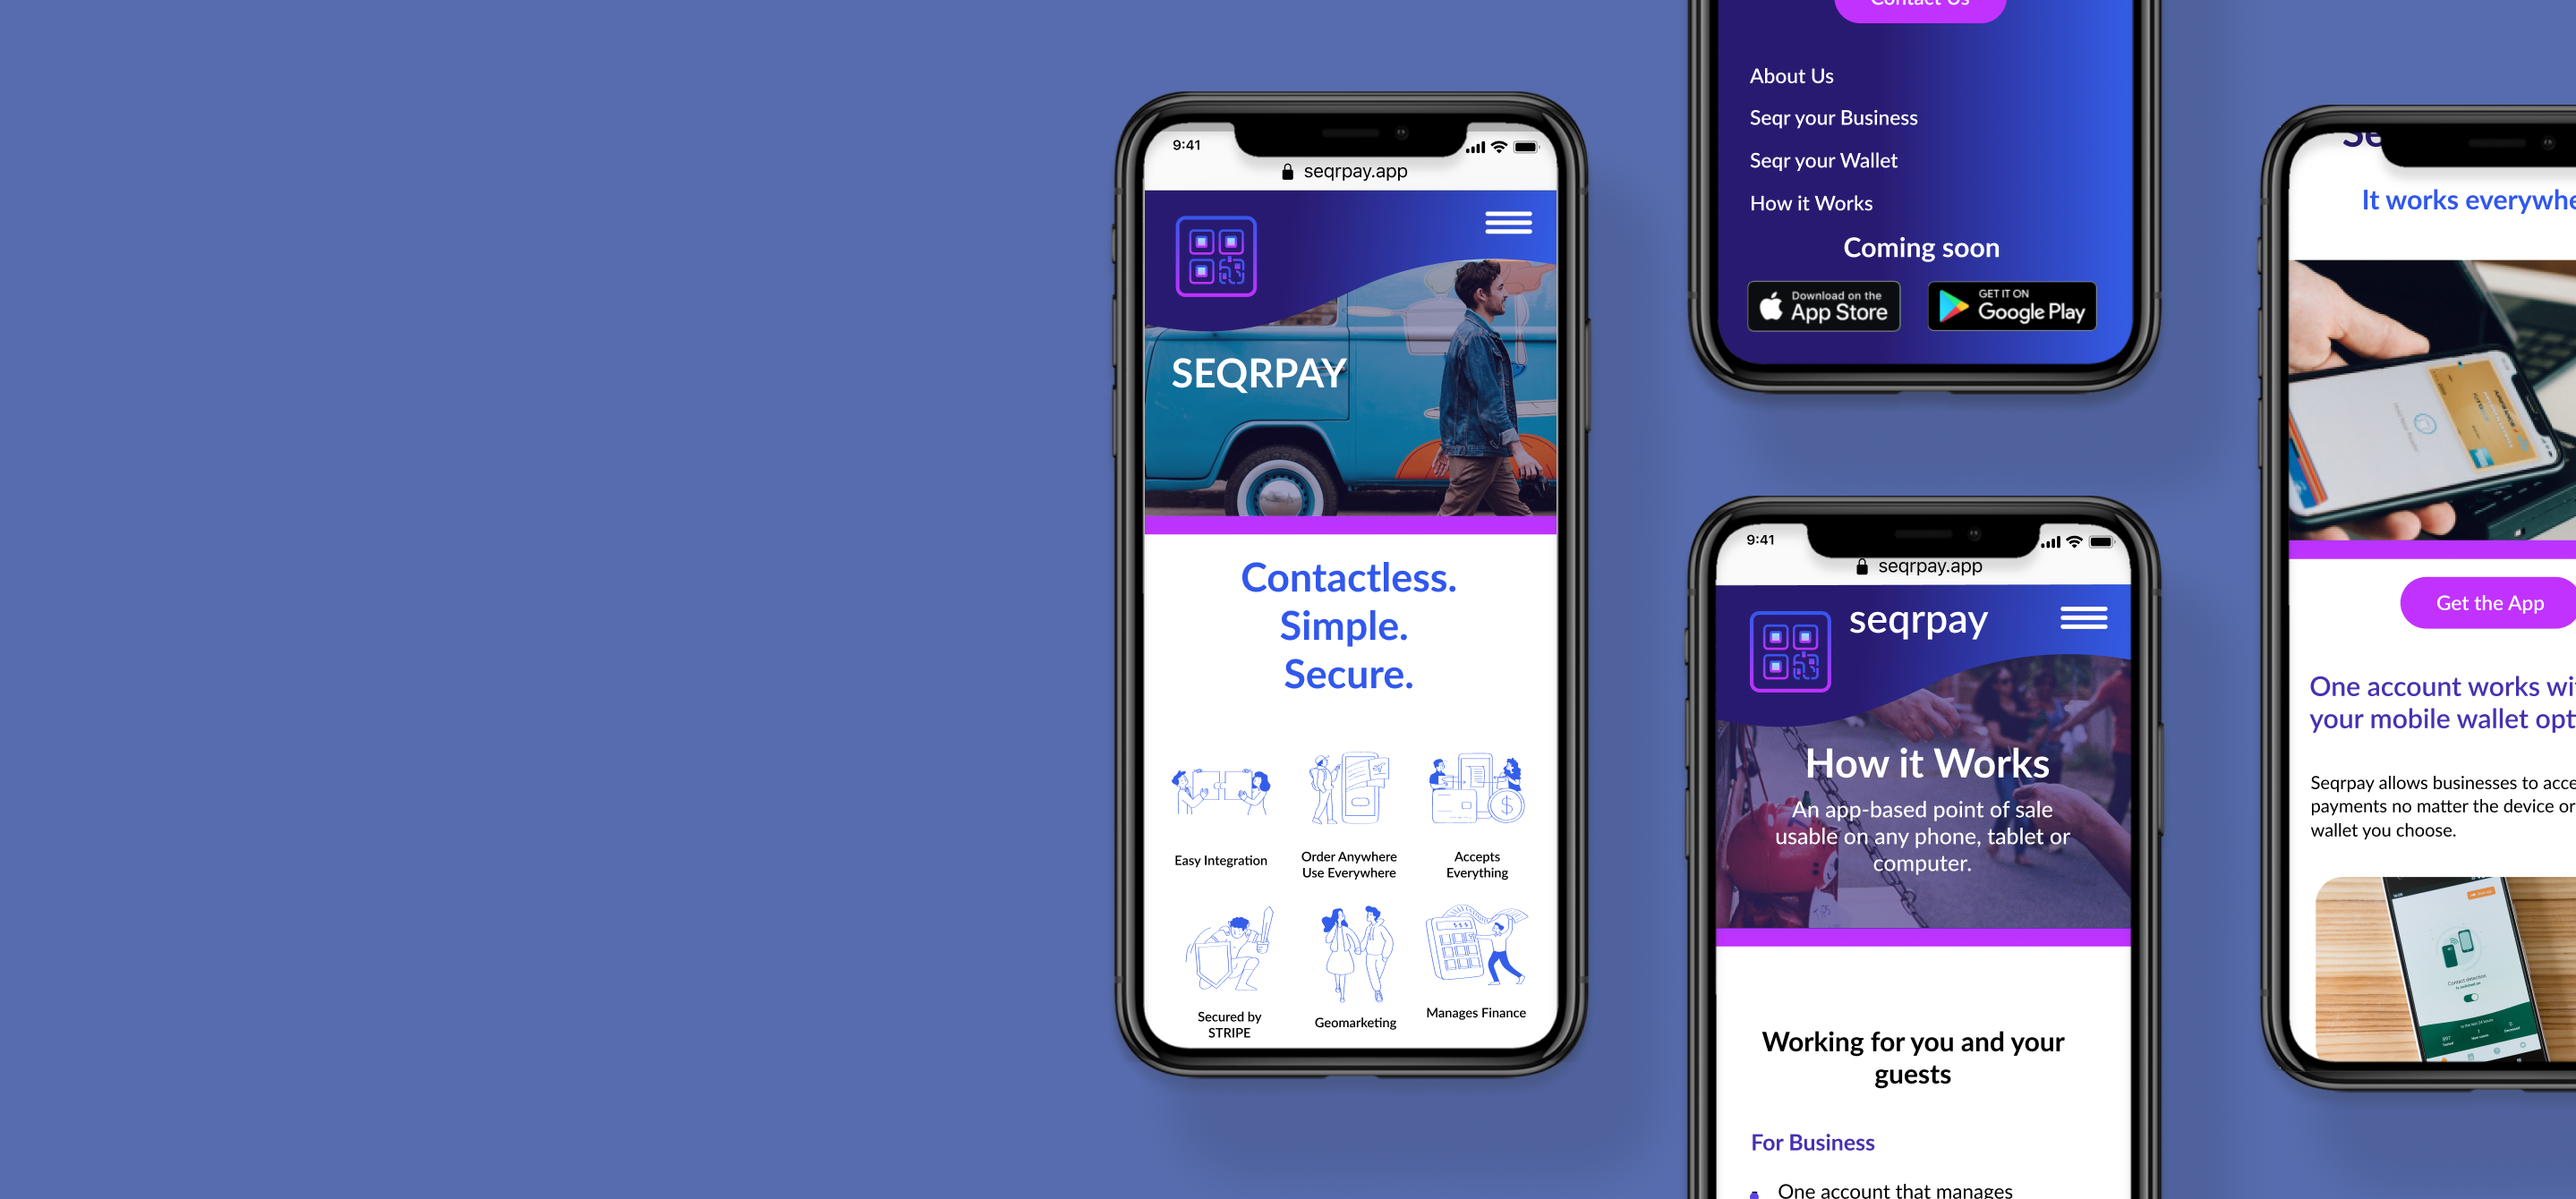 9:41
seqrpay.app
SEQRPAY
Contactless.
Simple.
Secure.
Easy Integration
Order Anywhere
Use Everywhere
Accepts
Everything
Secured by
STRIPE
Geomarketing
Manages Finance
Contact Us
About Us
Seqr your Business
Seqr your Wallet
How it Works
Coming soon
Download on the
App Store
GET IT ON
Google Play
9:41
seqrpay.app
seqrpay
How it Works
An app-based point of sale
usable on any phone, tablet or
computer.
Working for you and your
guests
For Business
One account that manages
It works everywhe
Get the App
One account works wi
your mobile wallet opt
Seqrpay allows businesses to acce
payments no matter the device or
wallet you choose.